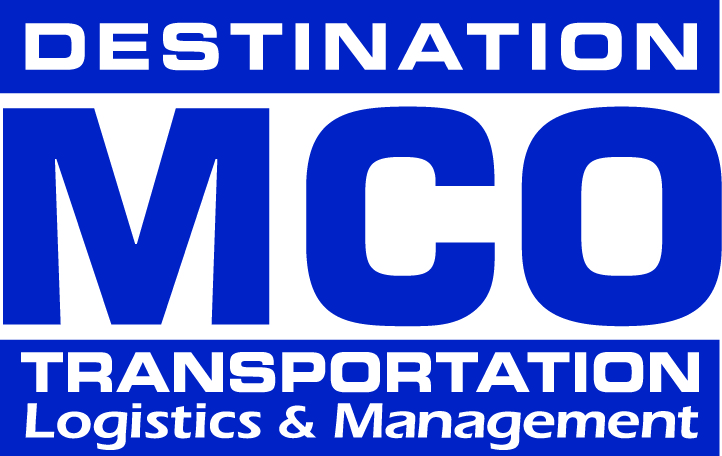 DESTINATION
MCO
TRANSPORTATION
Logistics & Management